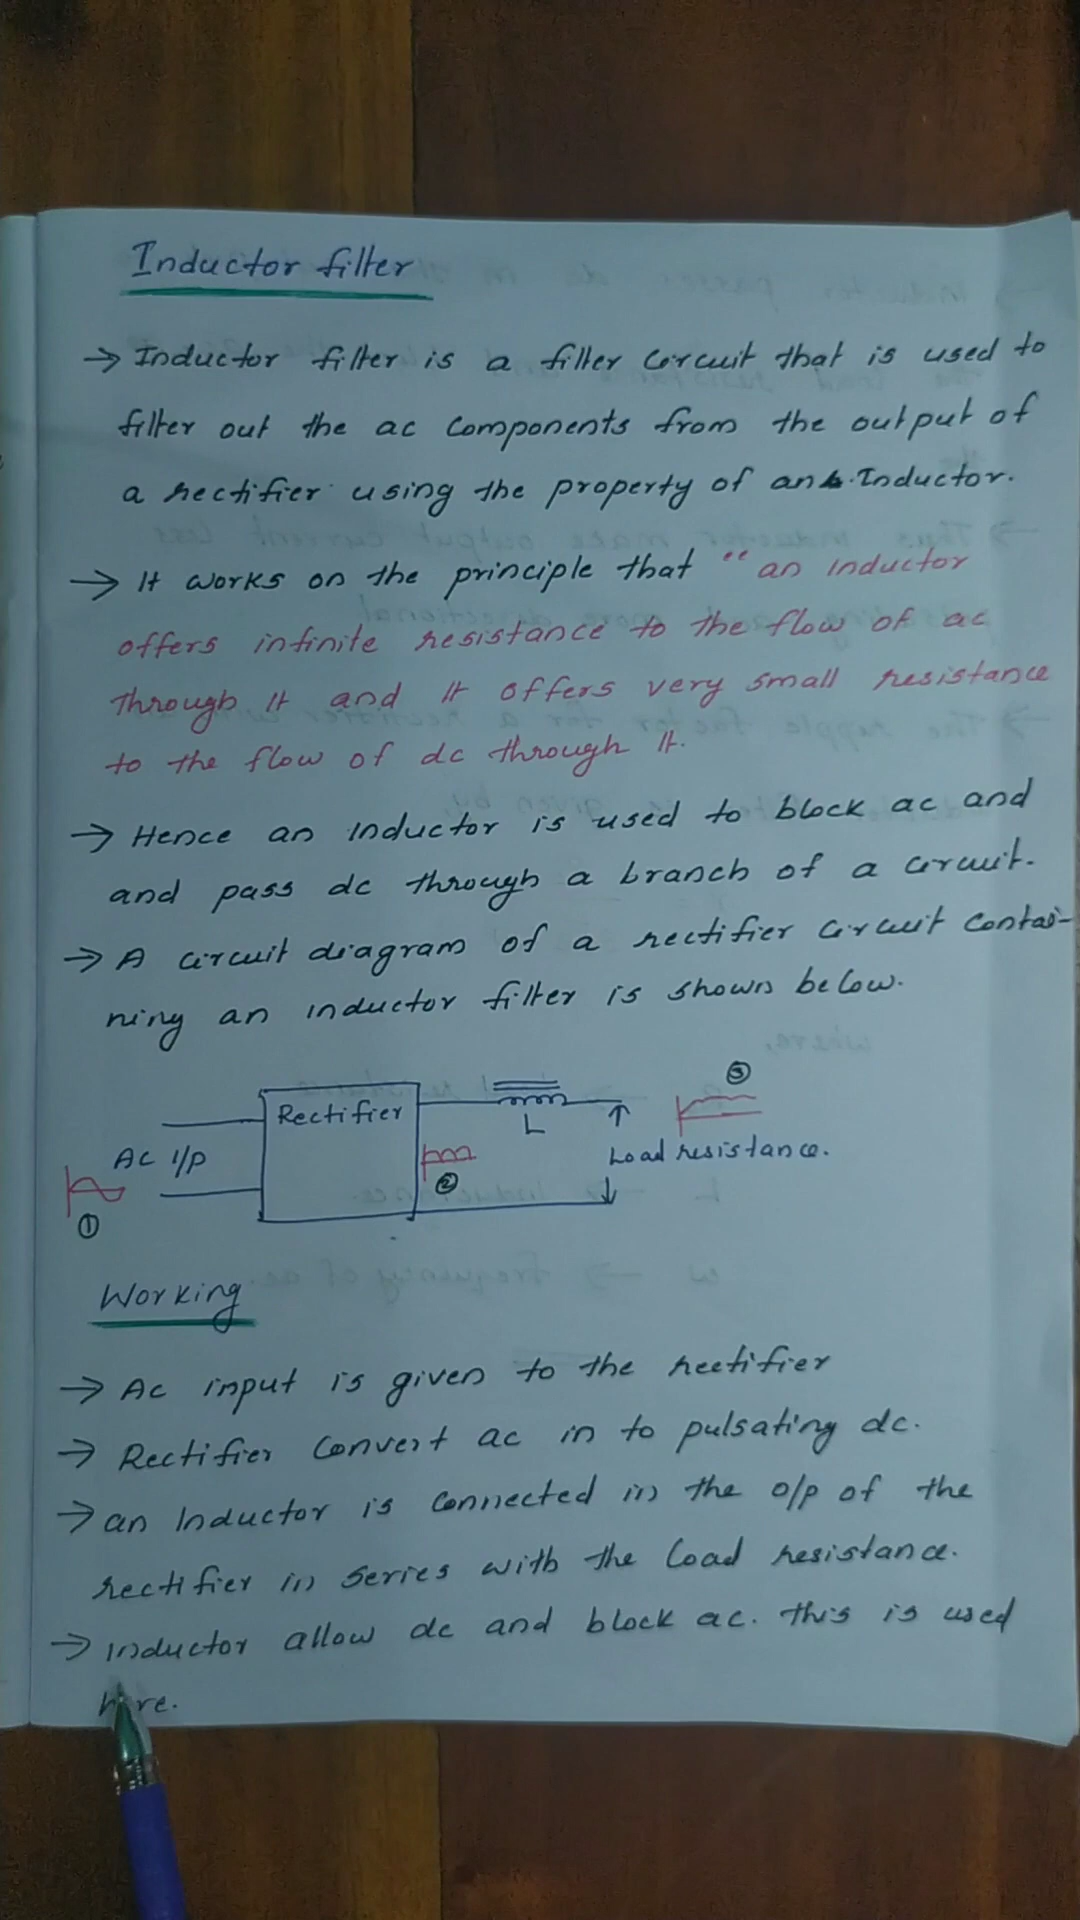 Inductor filter
→ Inductor filter is a filter circuit that is used to
filter out the ac components from the output of
a rectifier using the property of an Inductor.
→ It works on the principle that "an inductor
offers infinite resistance to the flow of ac
through It and It offers very small resistance
to the flow of dc through It.
→ Hence an inductor is used to block ac and
and pass dc through a branch of a circuit.
→ A circuit diagram of a rectifier circuit contai-
ning an inductor filter is shown below.
③
Rectifier
L
AC i/p
Load resistance.
②
①
Working
→ Ac input is given to the rectifier
→ Rectifier Convert ac in to pulsating dc.
→ an Inductor is connected in the o/p of the
rectifier in series with the load resistance.
→ inductor allow dc and block ac. this is used
here.